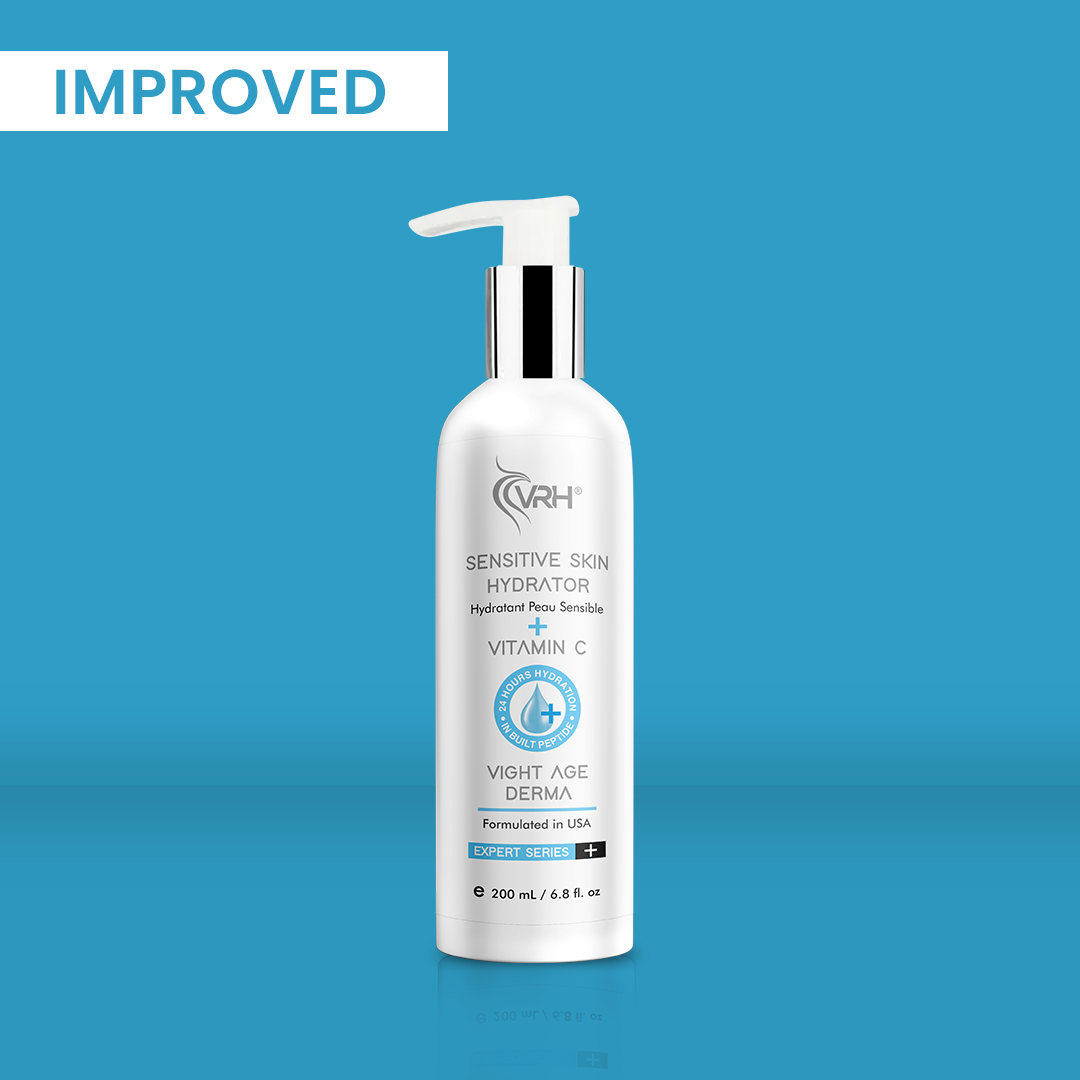 IMPROVED
VRH®
SENSITIVE SKIN
HYDRATOR
Hydratant Peau Sensible
+
VITAMIN C
• 24 HOURS HYDRATION •
IN BUILT PEPTIDE
+
VIGHT AGE
DERMA
Formulated in USA
EXPERT SERIES +
e 200 mL / 6.8 fl. oz